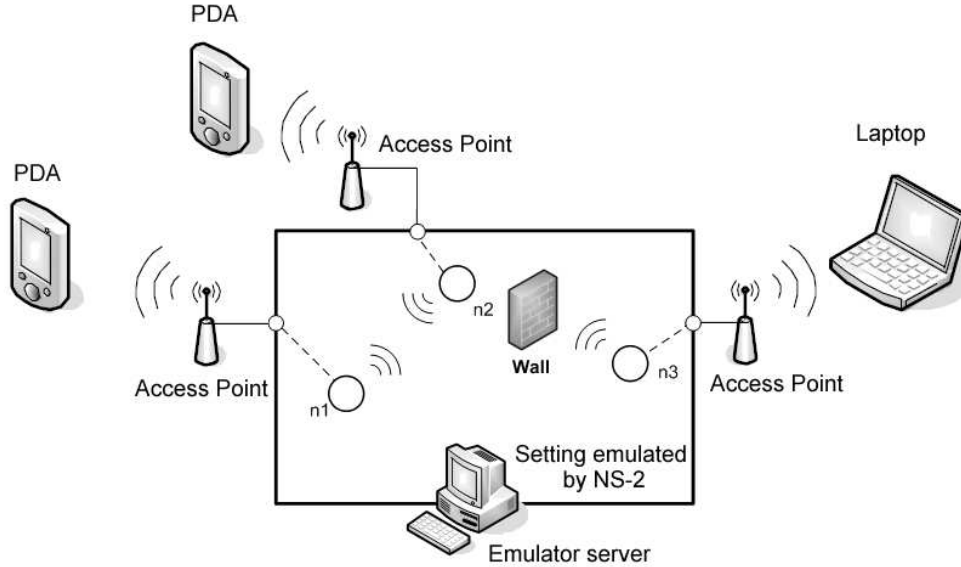 PDA
Access Point
Laptop
PDA
n2
Wall
n3
Access Point
Access Point
n1
Setting emulated
by NS-2
Emulator server